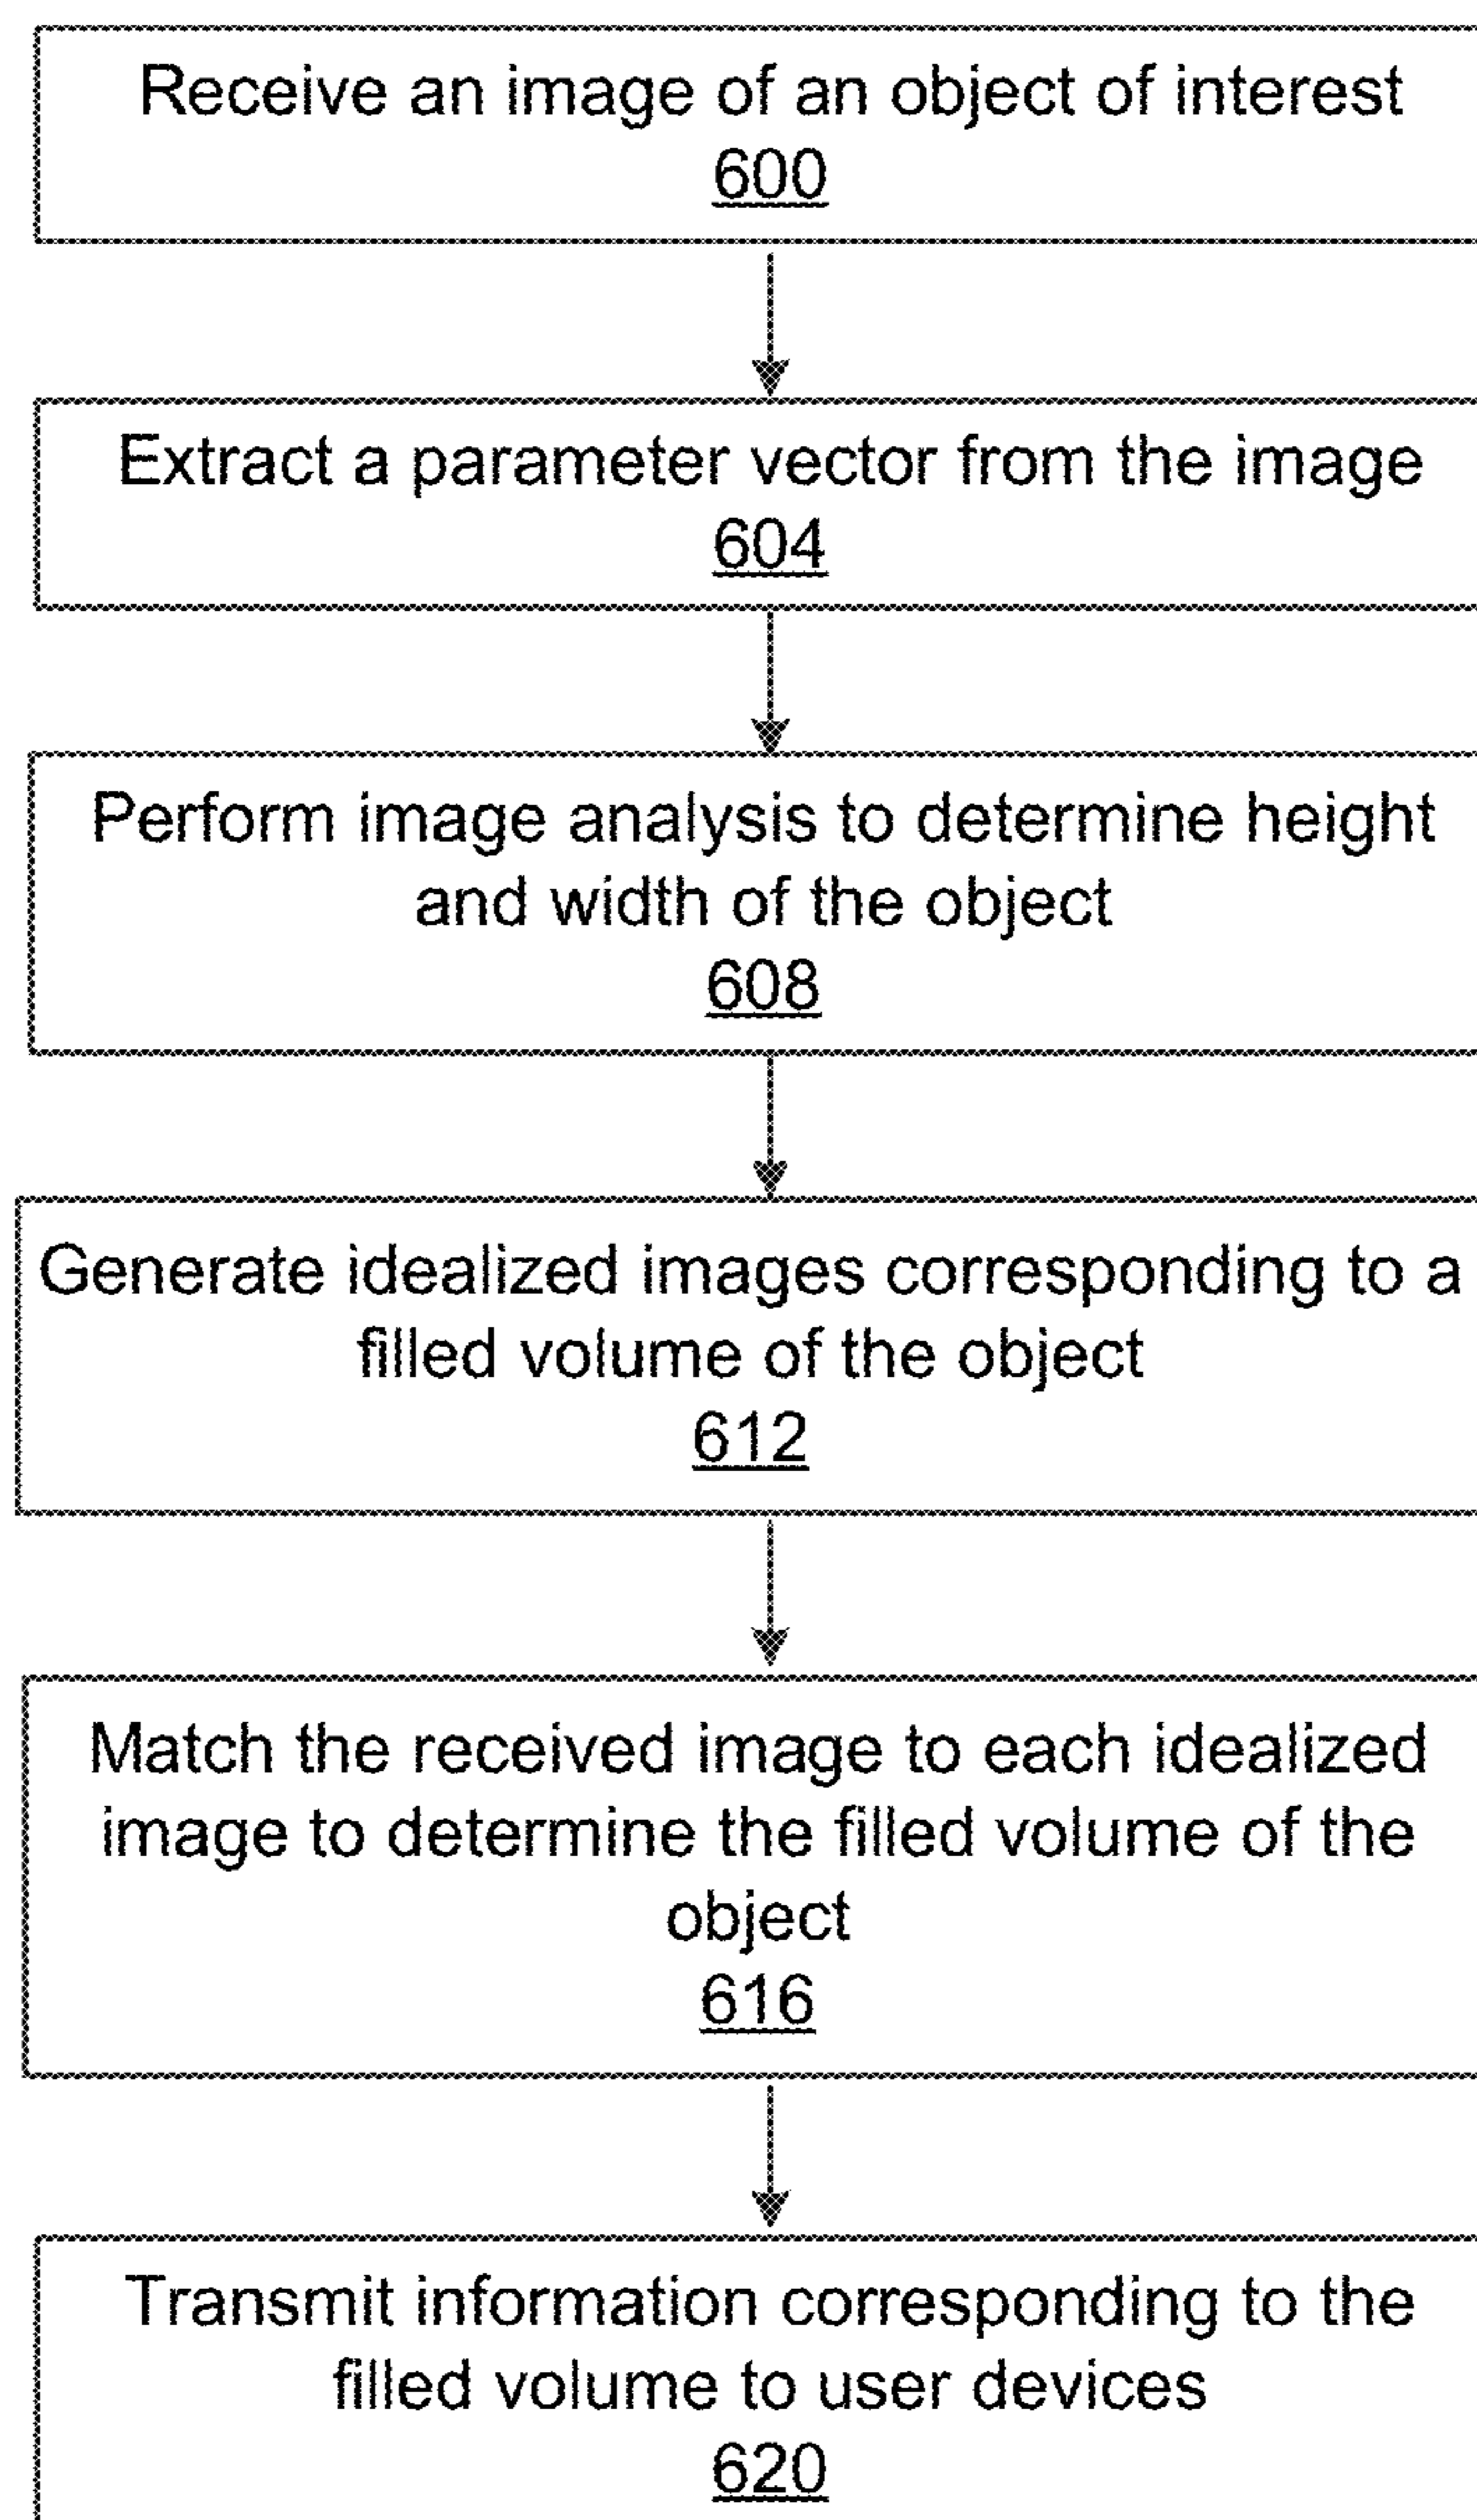 Receive an image of an object of interest
600
Extract a parameter vector from the image
604
Perform image analysis to determine height
and width of the object
608
Generate idealized images corresponding to a
filled volume of the object
612
Match the received image to each idealized
image to determine the filled volume of the
object
616
Transmit information corresponding to the
filled volume to user devices
620